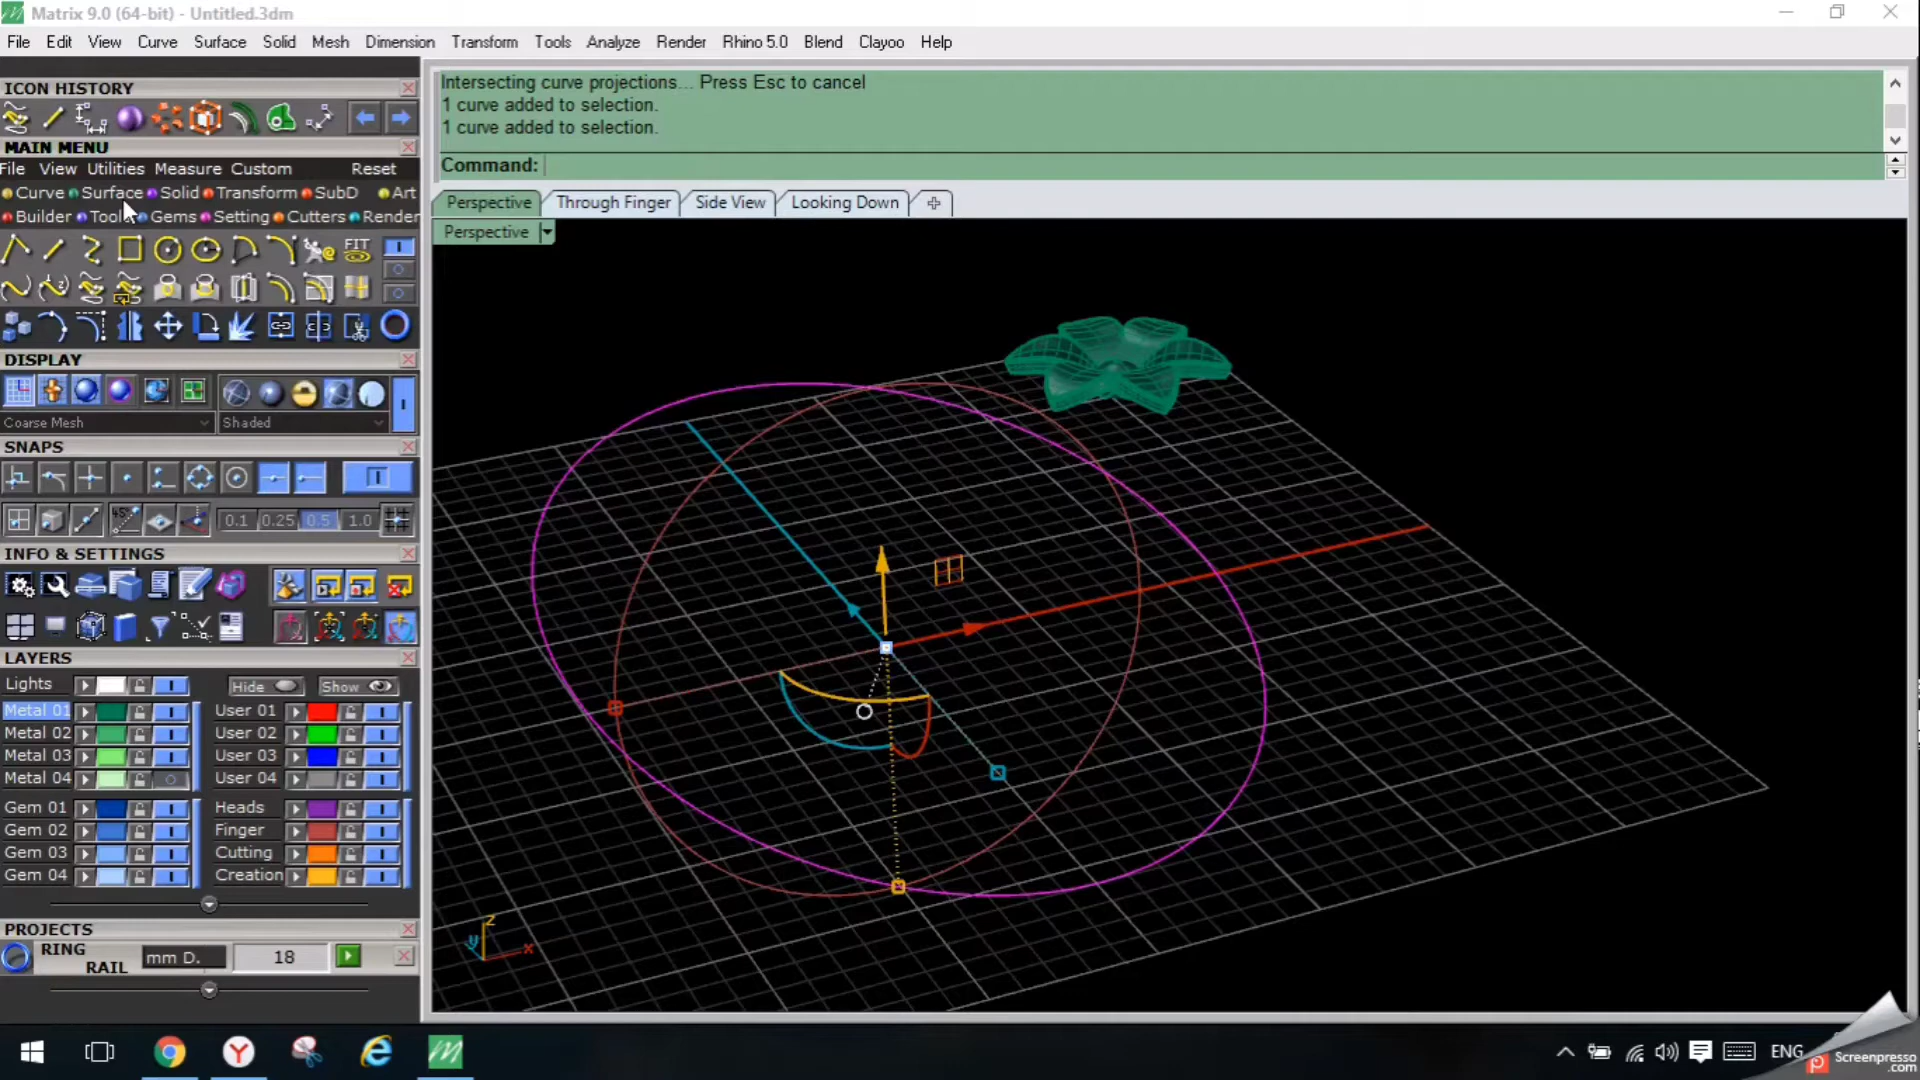 Matrix 9.0 (64-bit) - Untitled.3dm
File Edit View Curve Surface Solid Mesh Dimension Transform Tools Analyze Render Rhino 5.0 Blend Clayoo Help
ICON HISTORY
MAIN MENU
File View Utilities Measure Custom Reset
Curve Surface Solid Transform SubD Art
Builder Tools Gems Setting Cutters Render
FIT
DISPLAY
Coarse Mesh Shaded
SNAPS
45°
0.1 0.25 0.5 1.0
INFO & SETTINGS
LAYERS
Lights Hide Show
Metal 01 User 01
Metal 02 User 02
Metal 03 User 03
Metal 04 User 04
Gem 01 Heads
Gem 02 Finger
Gem 03 Cutting
Gem 04 Creation
PROJECTS
RING RAIL mm D. 18
Intersecting curve projections... Press Esc to cancel
1 curve added to selection.
1 curve added to selection.
Command:
Perspective Through Finger Side View Looking Down
Perspective
z
y x
ENG
Screenpresso
.com